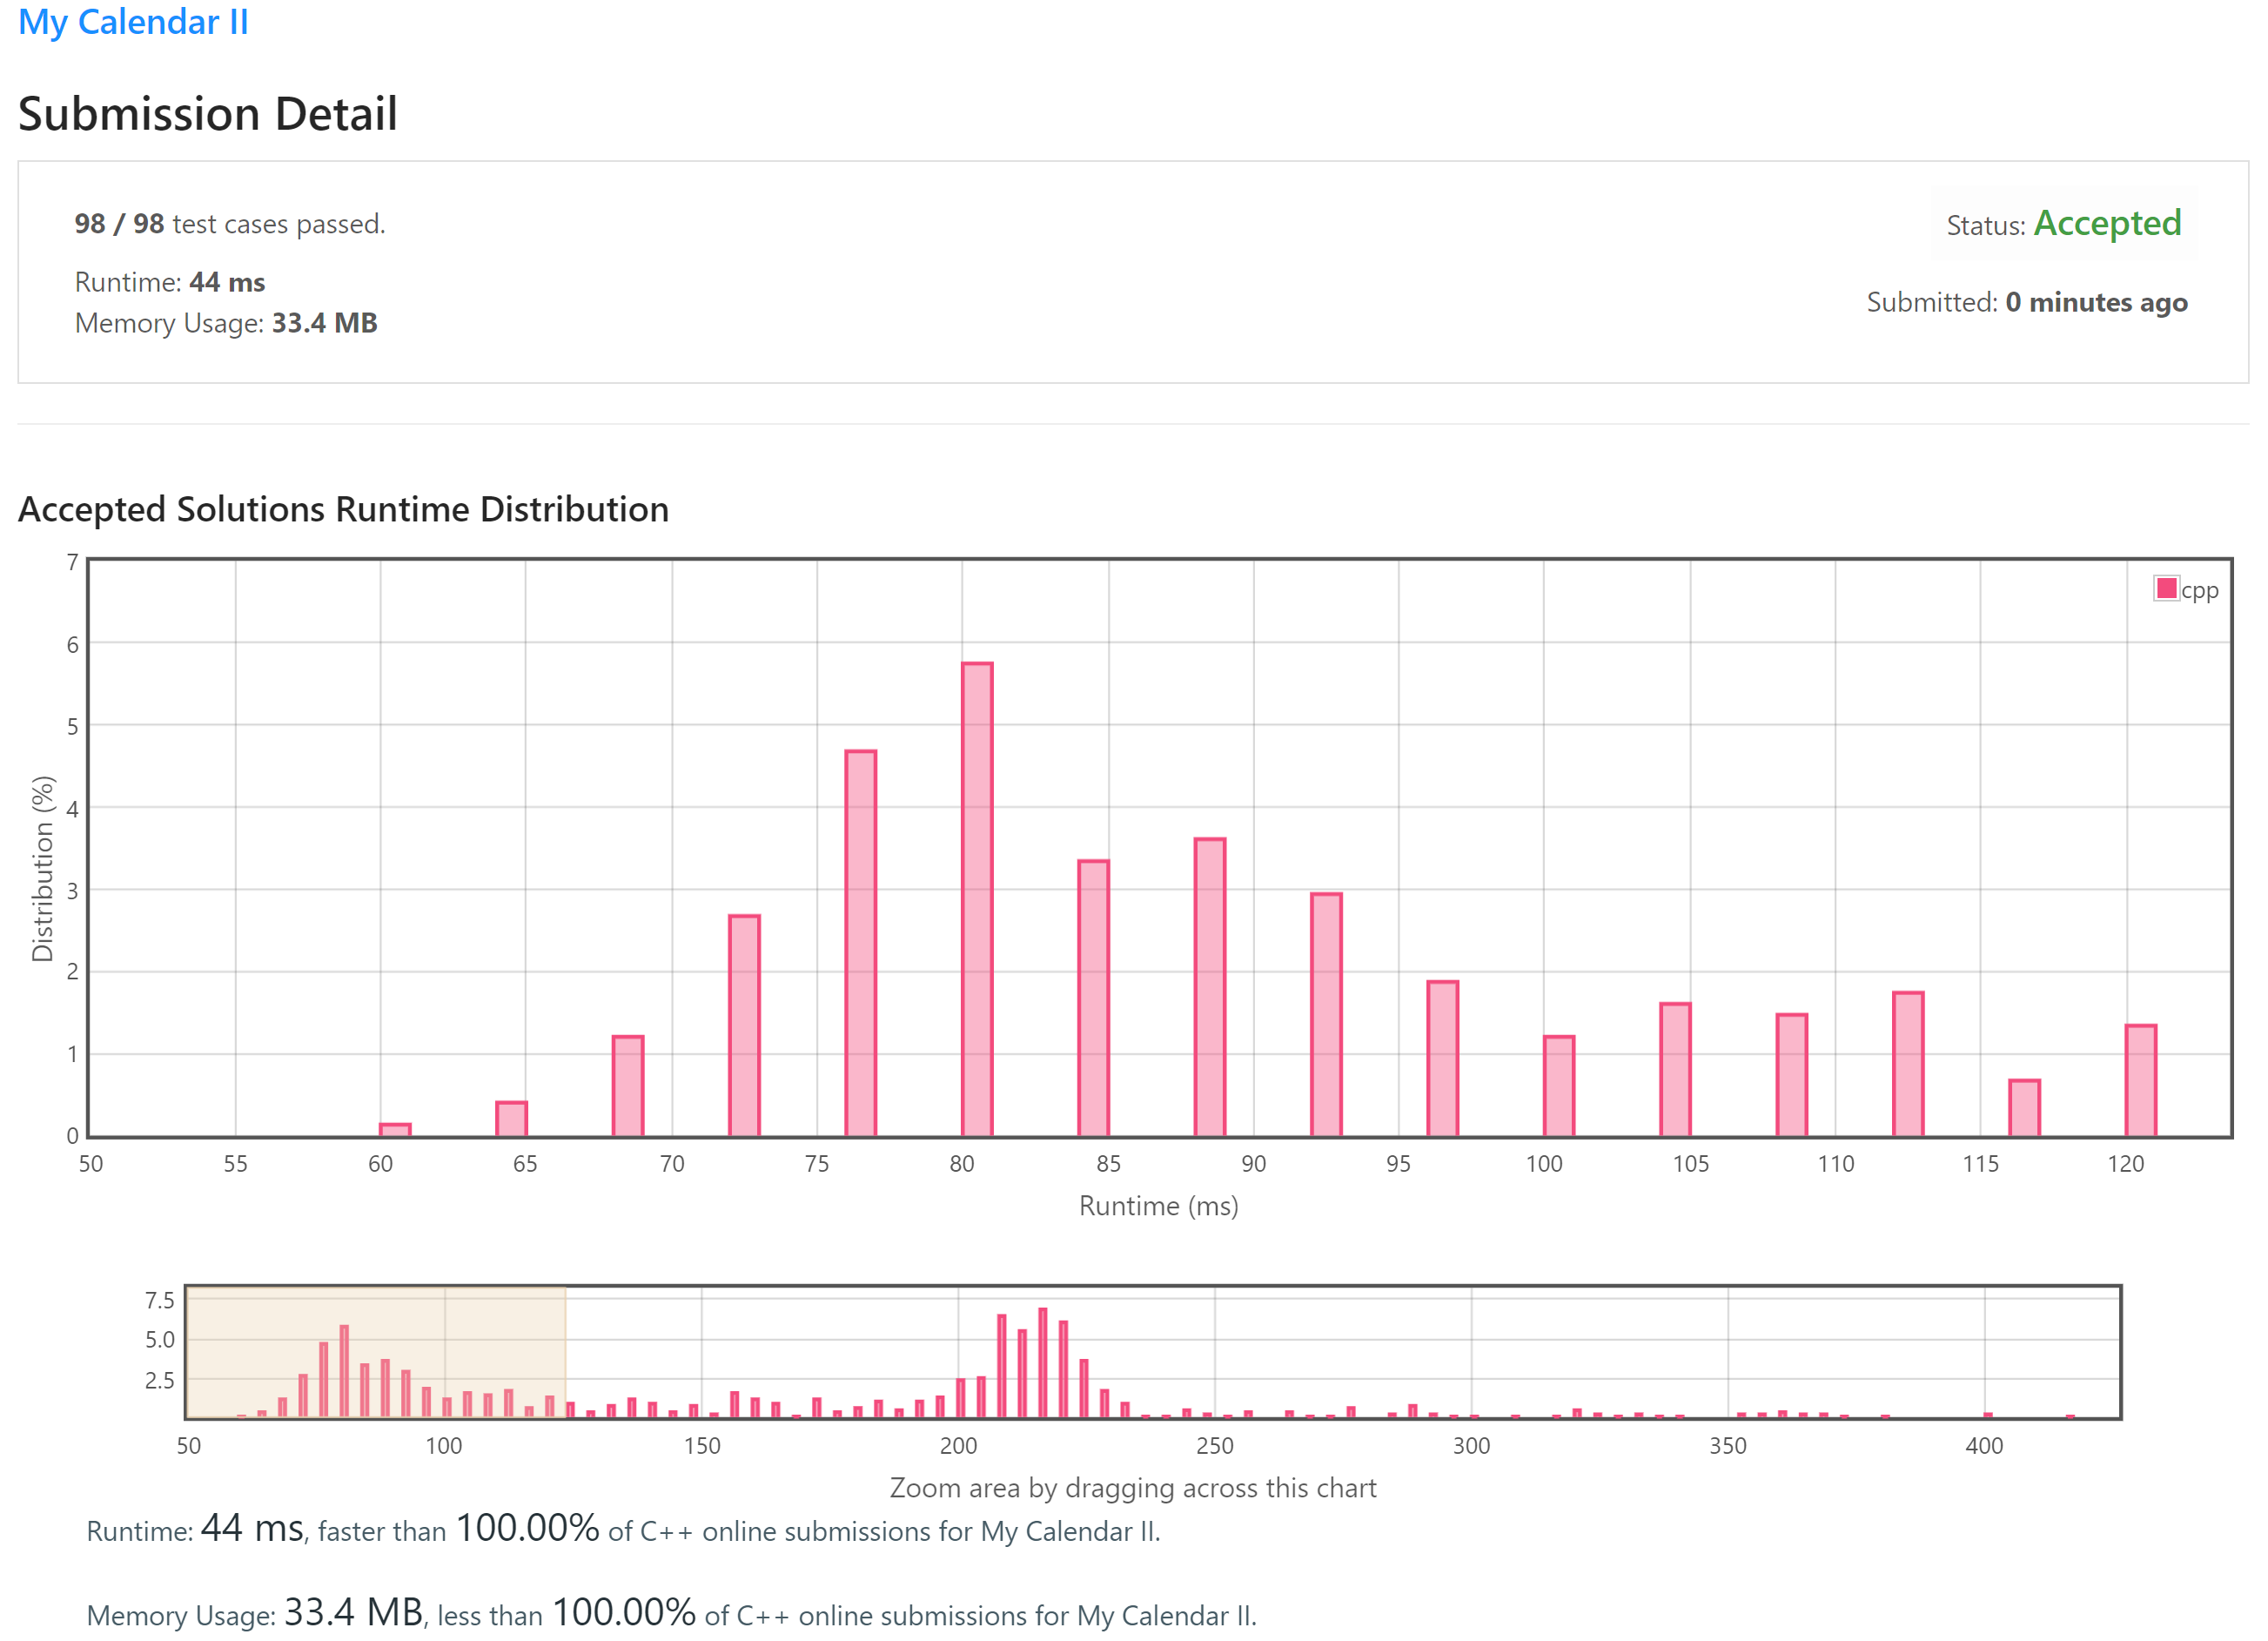 My Calendar II
Submission Detail
98 / 98 test cases passed.
Status: Accepted
Runtime: 44 ms
Submitted: 0 minutes ago
Memory Usage: 33.4 MB
Accepted Solutions Runtime Distribution
7
cpp
6
5
4
3
2
1
0
Distribution (%)
50 55 60 65 70 75 80 85 90 95 100 105 110 115 120
Runtime (ms)
7.5
5.0
2.5
50 100 150 200 250 300 350 400
Zoom area by dragging across this chart
Runtime: 44 ms, faster than 100.00% of C++ online submissions for My Calendar II.
Memory Usage: 33.4 MB, less than 100.00% of C++ online submissions for My Calendar II.